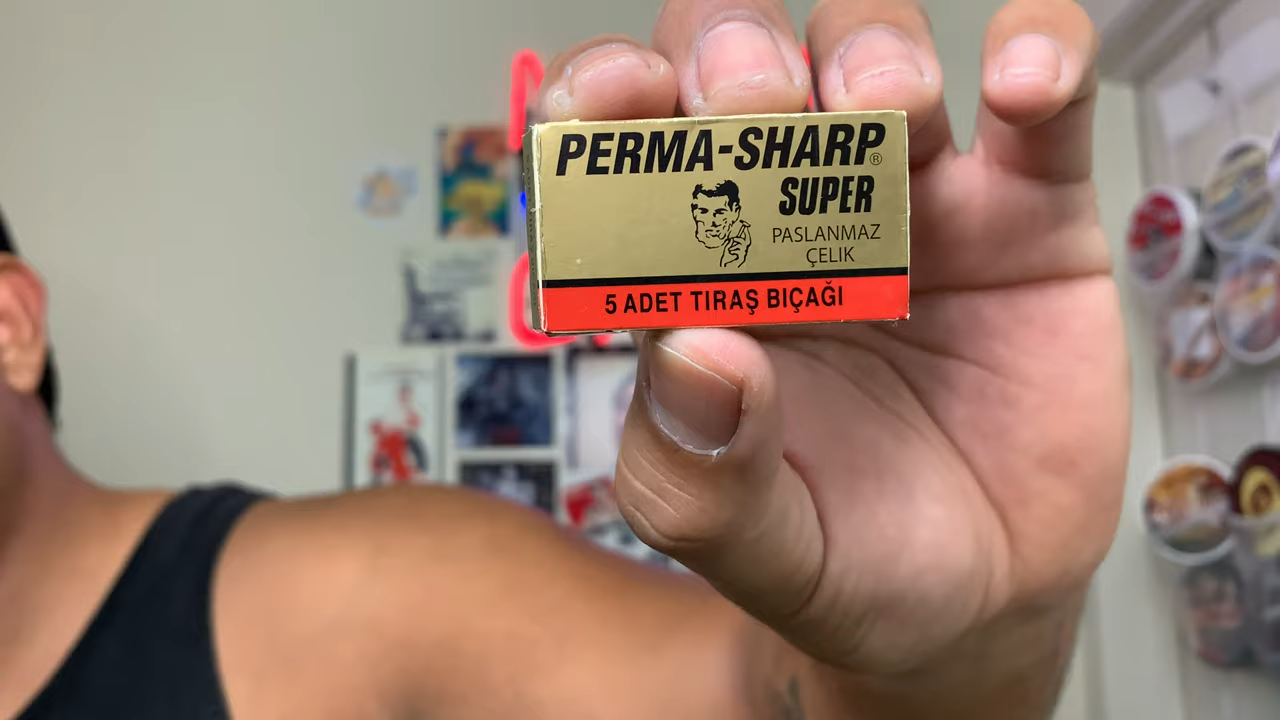 PERMA-SHARP®
SUPER
PASLANMAZ
ÇELIK
5 ADET TIRAŞ BIÇAĞI